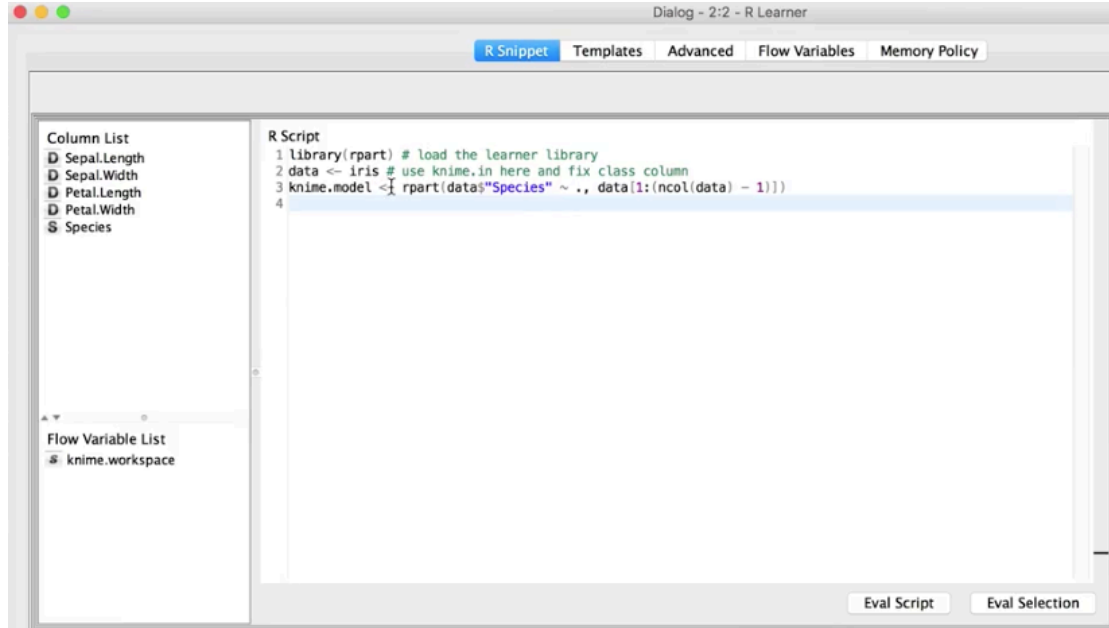 Dialog - 2:2 - R Learner
R Snippet Templates Advanced Flow Variables Memory Policy
Column List
D Sepal.Length
D Sepal.Width
D Petal.Length
D Petal.Width
S Species
Flow Variable List
s knime.workspace
R Script
1 library(rpart) # load the learner library
2 data <- iris # use knime.in here and fix class column
3 knime.model <- rpart(data$"Species" ~ ., data[1:(ncol(data) - 1)])
4
Eval Script Eval Selection